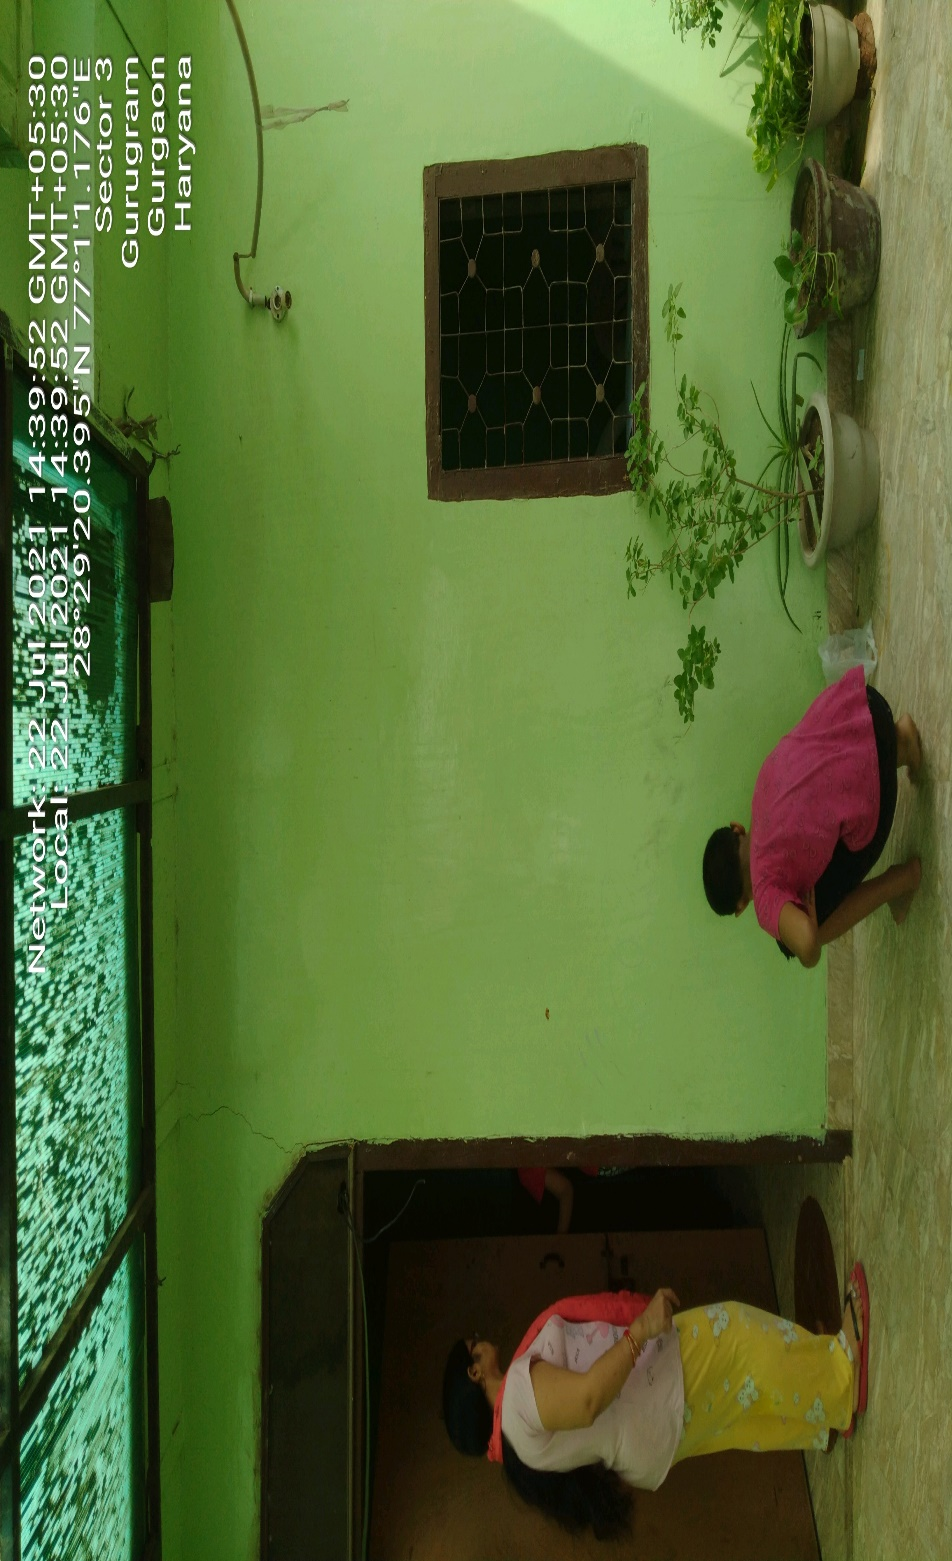 Network: 22 Jul 2021 14:39:52 GMT+05:30
Local: 22 Jul 2021 14:39:52 GMT+05:30
28°29'20.395"N 77°1'11.176"E
Sector 3
Gurugram
Gurgaon
Haryana